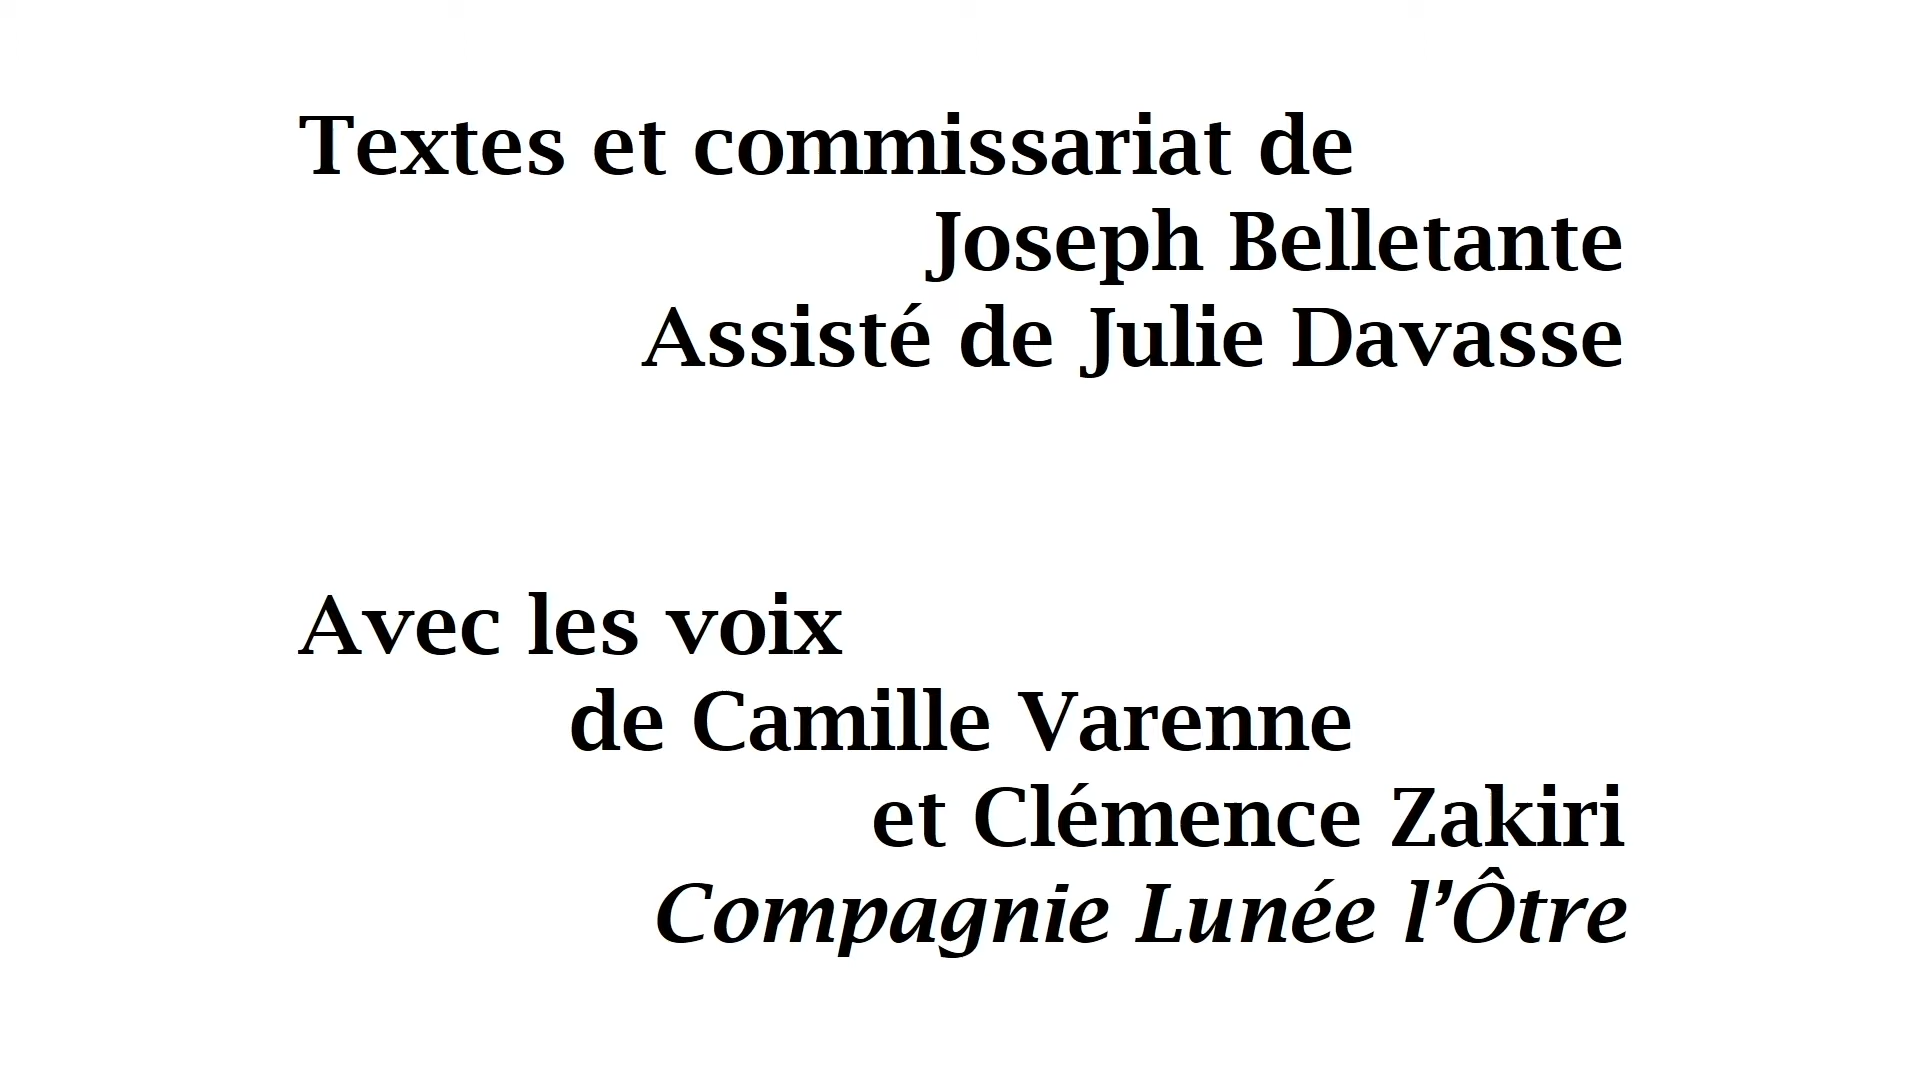 Textes et commissariat de
Joseph Belletante
Assisté de Julie Davasse
Avec les voix
de Camille Varenne
et Clémence Zakiri
Compagnie Lunée l’Ôtre